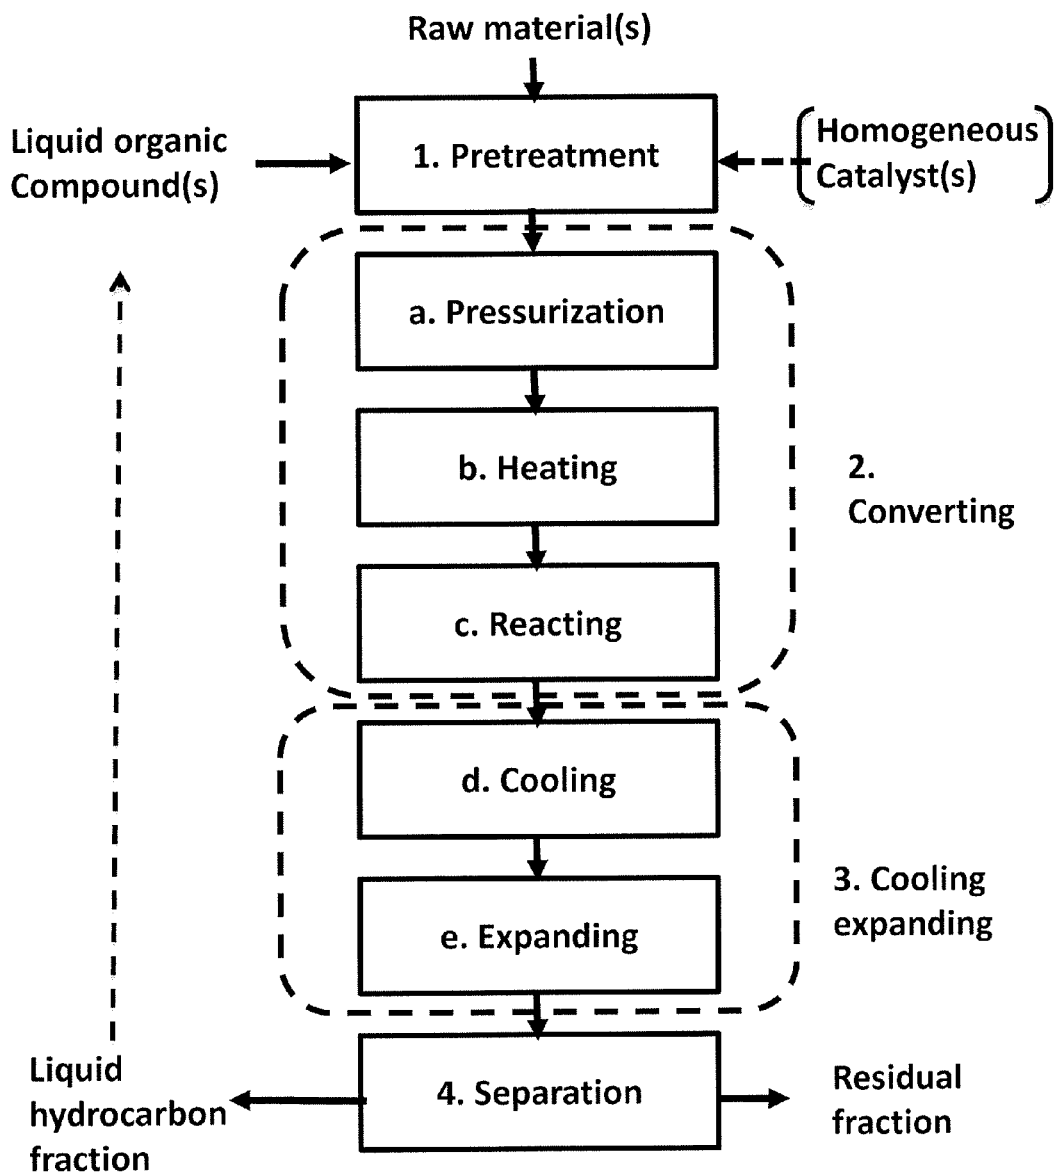 Raw material(s)
Liquid organic
Compound(s)
1. Pretreatment
Homogeneous
Catalyst(s)
a. Pressurization
b. Heating
2.
Converting
c. Reacting
d. Cooling
3. Cooling
expanding
e. Expanding
4. Separation
Liquid
hydrocarbon
fraction
Residual
fraction